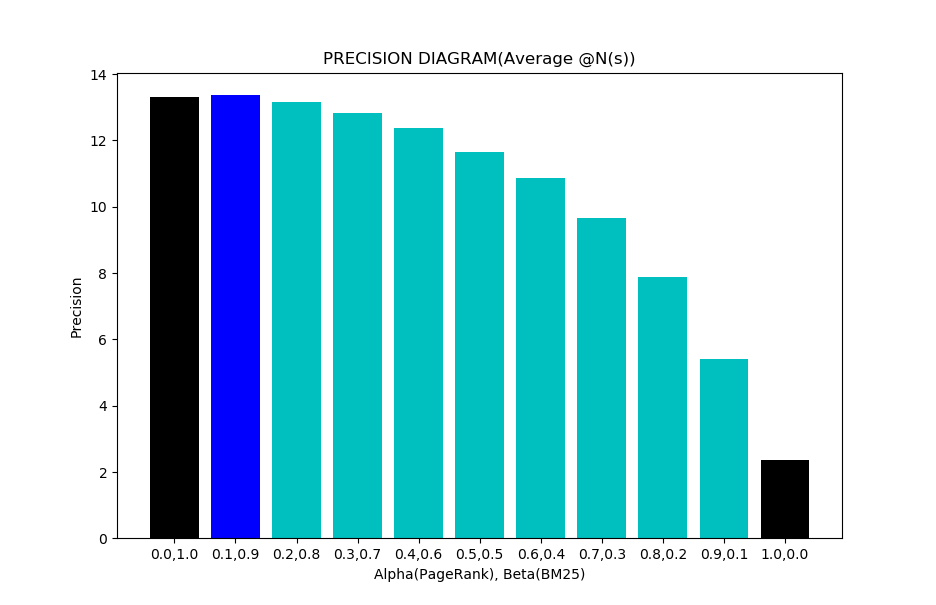 PRECISION DIAGRAM(Average @N(s))
14
12
10
8
6
4
2
0
Precision
0.0,1.0 0.1,0.9 0.2,0.8 0.3,0.7 0.4,0.6 0.5,0.5 0.6,0.4 0.7,0.3 0.8,0.2 0.9,0.1 1.0,0.0
Alpha(PageRank), Beta(BM25)